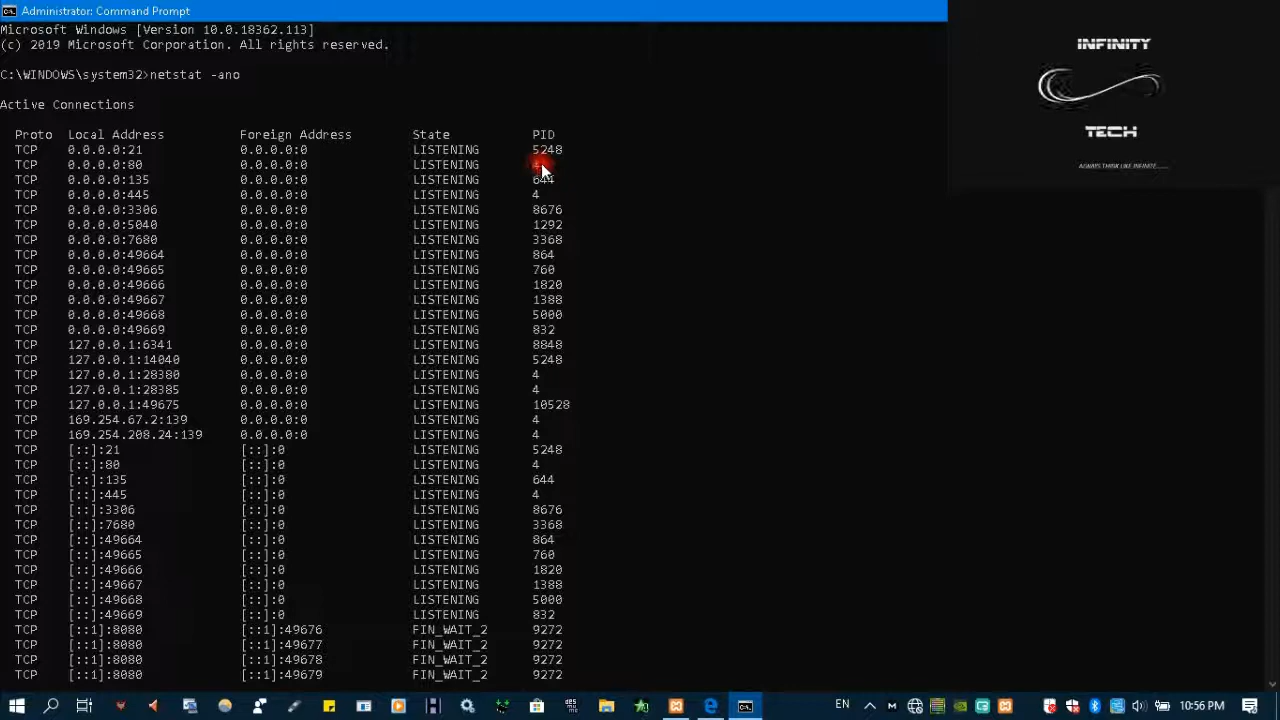 Administrator: Command Prompt
Microsoft Windows [Version 10.0.18362.113]
(c) 2019 Microsoft Corporation. All rights reserved.
C:\WINDOWS\system32>netstat -ano
Active Connections
Proto Local Address Foreign Address State PID
TCP 0.0.0.0:21 0.0.0.0:0 LISTENING 5248
TCP 0.0.0.0:80 0.0.0.0:0 LISTENING 4
TCP 0.0.0.0:135 0.0.0.0:0 LISTENING 644
TCP 0.0.0.0:445 0.0.0.0:0 LISTENING 4
TCP 0.0.0.0:3306 0.0.0.0:0 LISTENING 8676
TCP 0.0.0.0:5040 0.0.0.0:0 LISTENING 1292
TCP 0.0.0.0:7680 0.0.0.0:0 LISTENING 3368
TCP 0.0.0.0:49664 0.0.0.0:0 LISTENING 864
TCP 0.0.0.0:49665 0.0.0.0:0 LISTENING 760
TCP 0.0.0.0:49666 0.0.0.0:0 LISTENING 1820
TCP 0.0.0.0:49667 0.0.0.0:0 LISTENING 1388
TCP 0.0.0.0:49668 0.0.0.0:0 LISTENING 5000
TCP 0.0.0.0:49669 0.0.0.0:0 LISTENING 832
TCP 127.0.0.1:6341 0.0.0.0:0 LISTENING 8848
TCP 127.0.0.1:14040 0.0.0.0:0 LISTENING 5248
TCP 127.0.0.1:28380 0.0.0.0:0 LISTENING 4
TCP 127.0.0.1:28385 0.0.0.0:0 LISTENING 4
TCP 127.0.0.1:49675 0.0.0.0:0 LISTENING 10528
TCP 169.254.67.2:139 0.0.0.0:0 LISTENING 4
TCP 169.254.208.24:139 0.0.0.0:0 LISTENING 4
TCP [::]:21 [::]:0 LISTENING 5248
TCP [::]:80 [::]:0 LISTENING 4
TCP [::]:135 [::]:0 LISTENING 644
TCP [::]:445 [::]:0 LISTENING 4
TCP [::]:3306 [::]:0 LISTENING 8676
TCP [::]:7680 [::]:0 LISTENING 3368
TCP [::]:49664 [::]:0 LISTENING 864
TCP [::]:49665 [::]:0 LISTENING 760
TCP [::]:49666 [::]:0 LISTENING 1820
TCP [::]:49667 [::]:0 LISTENING 1388
TCP [::]:49668 [::]:0 LISTENING 5000
TCP [::]:49669 [::]:0 LISTENING 832
TCP [::1]:8080 [::1]:49676 FIN_WAIT_2 9272
TCP [::1]:8080 [::1]:49677 FIN_WAIT_2 9272
TCP [::1]:8080 [::1]:49678 FIN_WAIT_2 9272
TCP [::1]:8080 [::1]:49679 FIN_WAIT_2 9272
INFINITY
TECH
ALWAYS THINK LIKE INFINITE.......
EN 10:56 PM